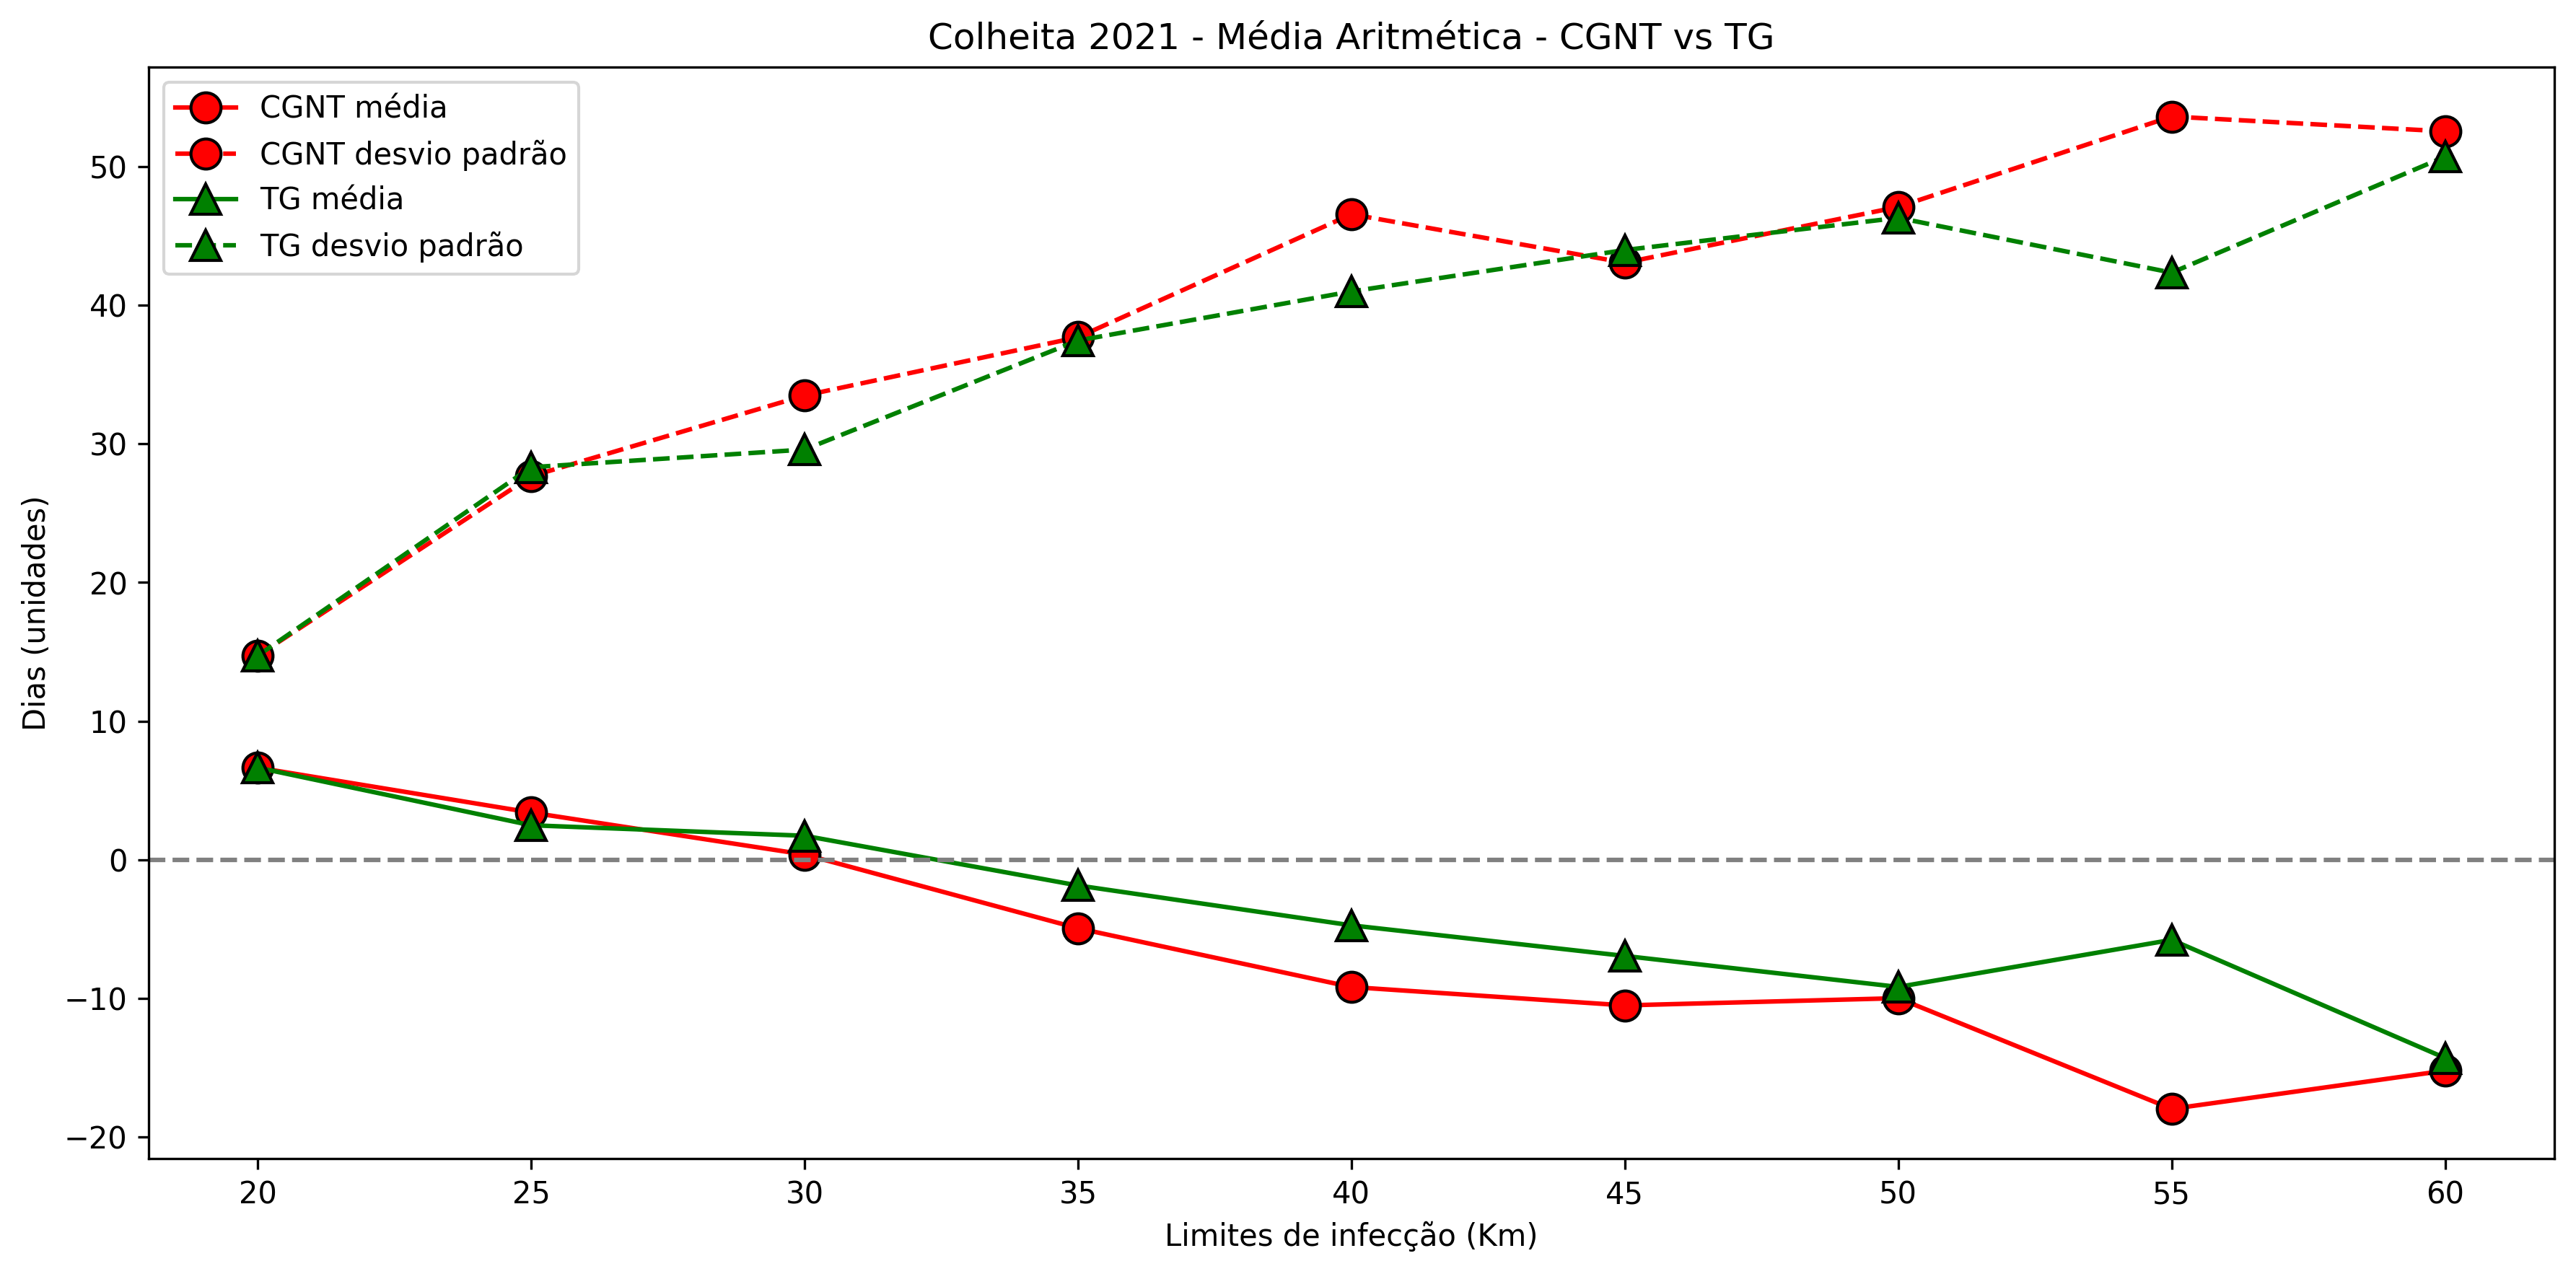 Colheita 2021 - Média Aritmética - CGNT vs TG
CGNT média
CGNT desvio padrão
TG média
TG desvio padrão
Dias (unidades)
50
40
30
20
10
0
−10
−20
20 25 30 35 40 45 50 55 60
Limites de infecção (Km)